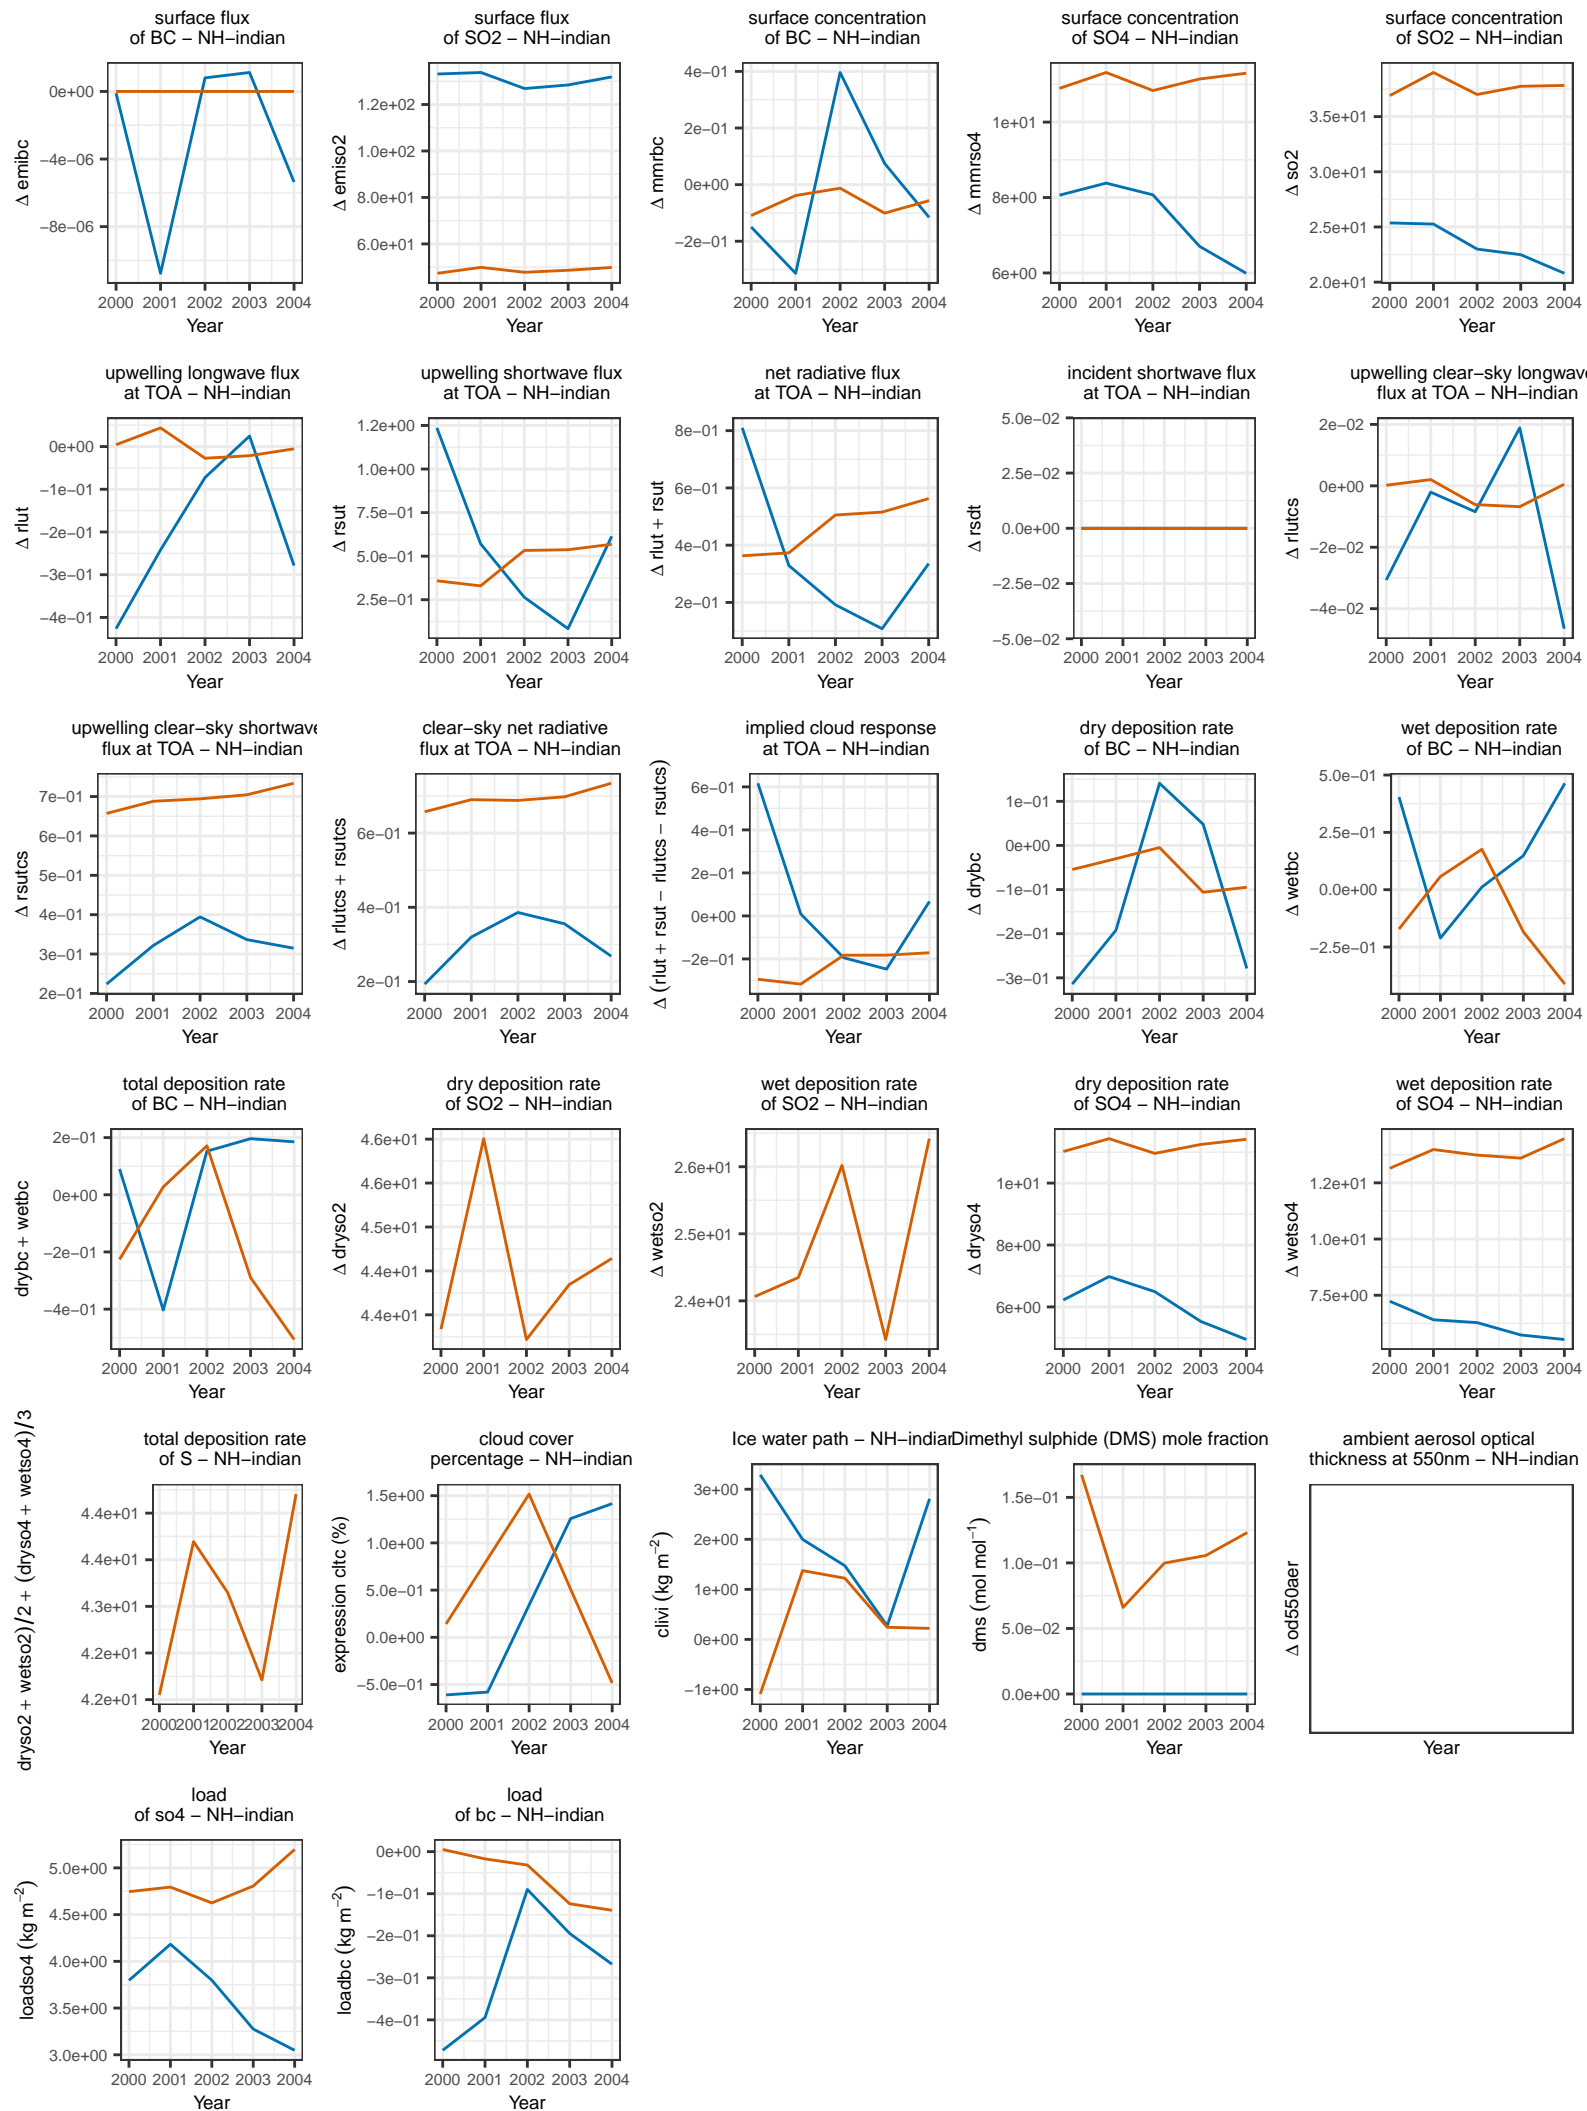 surface flux
of BC − NH−indian
Δ emibc
0e+00
−4e−06
−8e−06
2000 2001 2002 2003 2004
Year
surface flux
of SO2 − NH−indian
Δ emiso2
1.2e+02
1.0e+02
8.0e+01
6.0e+01
2000 2001 2002 2003 2004
Year
surface concentration
of BC − NH−indian
Δ mmrbc
4e−01
2e−01
0e+00
−2e−01
2000 2001 2002 2003 2004
Year
surface concentration
of SO4 − NH−indian
Δ mmrso4
1e+01
8e+00
6e+00
2000 2001 2002 2003 2004
Year
surface concentration
of SO2 − NH−indian
Δ so2
3.5e+01
3.0e+01
2.5e+01
2.0e+01
2000 2001 2002 2003 2004
Year
upwelling longwave flux
at TOA − NH−indian
Δ rlut
0e+00
−1e−01
−2e−01
−3e−01
−4e−01
2000 2001 2002 2003 2004
Year
upwelling shortwave flux
at TOA − NH−indian
Δ rsut
1.2e+00
1.0e+00
7.5e−01
5.0e−01
2.5e−01
2000 2001 2002 2003 2004
Year
net radiative flux
at TOA − NH−indian
Δ rlut + rsut
8e−01
6e−01
4e−01
2e−01
2000 2001 2002 2003 2004
Year
incident shortwave flux
at TOA − NH−indian
Δ rsdt
5.0e−02
2.5e−02
0.0e+00
−2.5e−02
−5.0e−02
2000 2001 2002 2003 2004
Year
upwelling clear−sky longwave
flux at TOA − NH−indian
Δ rlutcs
2e−02
0e+00
−2e−02
−4e−02
2000 2001 2002 2003 2004
Year
upwelling clear−sky shortwave
flux at TOA − NH−indian
Δ rsutcs
7e−01
6e−01
5e−01
4e−01
3e−01
2e−01
2000 2001 2002 2003 2004
Year
clear−sky net radiative
flux at TOA − NH−indian
Δ rlutcs + rsutcs
6e−01
4e−01
2e−01
2000 2001 2002 2003 2004
Year
implied cloud response
at TOA − NH−indian
Δ (rlut + rsut − rlutcs − rsutcs)
6e−01
4e−01
2e−01
0e+00
−2e−01
2000 2001 2002 2003 2004
Year
dry deposition rate
of BC − NH−indian
Δ drybc
1e−01
0e+00
−1e−01
−2e−01
−3e−01
2000 2001 2002 2003 2004
Year
wet deposition rate
of BC − NH−indian
Δ wetbc
5.0e−01
2.5e−01
0.0e+00
−2.5e−01
2000 2001 2002 2003 2004
Year
total deposition rate
of BC − NH−indian
drybc + wetbc
2e−01
0e+00
−2e−01
−4e−01
2000 2001 2002 2003 2004
Year
dry deposition rate
of SO2 − NH−indian
Δ dryso2
4.6e+01
4.6e+01
4.5e+01
4.4e+01
4.4e+01
2000 2001 2002 2003 2004
Year
wet deposition rate
of SO2 − NH−indian
Δ wetso2
2.6e+01
2.5e+01
2.4e+01
2000 2001 2002 2003 2004
Year
dry deposition rate
of SO4 − NH−indian
Δ dryso4
1e+01
8e+00
6e+00
2000 2001 2002 2003 2004
Year
wet deposition rate
of SO4 − NH−indian
Δ wetso4
1.2e+01
1.0e+01
7.5e+00
2000 2001 2002 2003 2004
Year
total deposition rate
of S − NH−indian
dryso2 + wetso2)/2 + (dryso4 + wetso4)/3
4.4e+01
4.4e+01
4.3e+01
4.2e+01
4.2e+01
2000 2001 2002 2003 2004
Year
cloud cover
percentage − NH−indian
expression cltc (%)
1.5e+00
1.0e+00
5.0e−01
0.0e+00
−5.0e−01
2000 2001 2002 2003 2004
Year
Ice water path − NH−indian
clivi (kg m⁻²)
3e+00
2e+00
1e+00
0e+00
−1e+00
2000 2001 2002 2003 2004
Year
Dimethyl sulphide (DMS) mole fraction
dms (mol mol⁻¹)
1.5e−01
1.0e−01
5.0e−02
0.0e+00
2000 2001 2002 2003 2004
Year
ambient aerosol optical
thickness at 550nm − NH−indian
Δ od550aer
Year
load
of so4 − NH−indian
loadso4 (kg m⁻²)
5.0e+00
4.5e+00
4.0e+00
3.5e+00
3.0e+00
2000 2001 2002 2003 2004
Year
load
of bc − NH−indian
loadbc (kg m⁻²)
0e+00
−1e−01
−2e−01
−3e−01
−4e−01
2000 2001 2002 2003 2004
Year